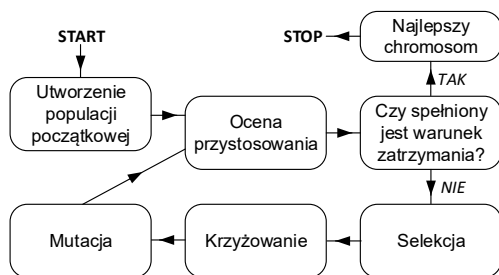 START
Utworzenie
populacji
początkowej
Ocena
przystosowania
Czy spełniony
jest warunek
zatrzymania?
TAK
Najlepszy
chromosom
STOP
NIE
Selekcja
Krzyżowanie
Mutacja